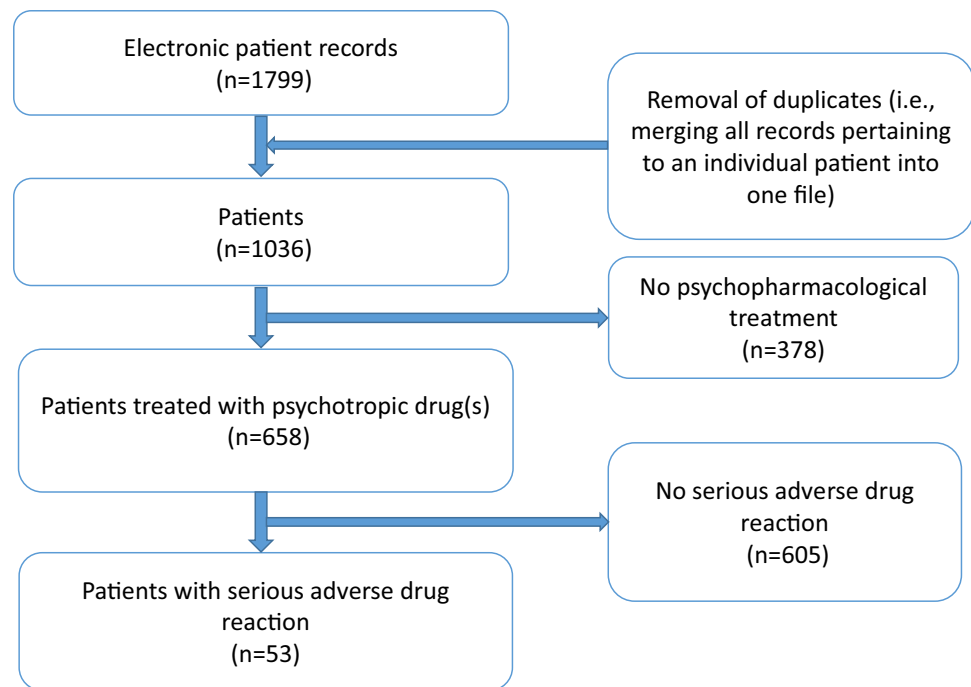 Electronic patient records
(n=1799)
Removal of duplicates (i.e.,
merging all records pertaining
to an individual patient into
one file)
Patients
(n=1036)
No psychopharmacological
treatment
(n=378)
Patients treated with psychotropic drug(s)
(n=658)
No serious adverse drug
reaction
(n=605)
Patients with serious adverse drug
reaction
(n=53)